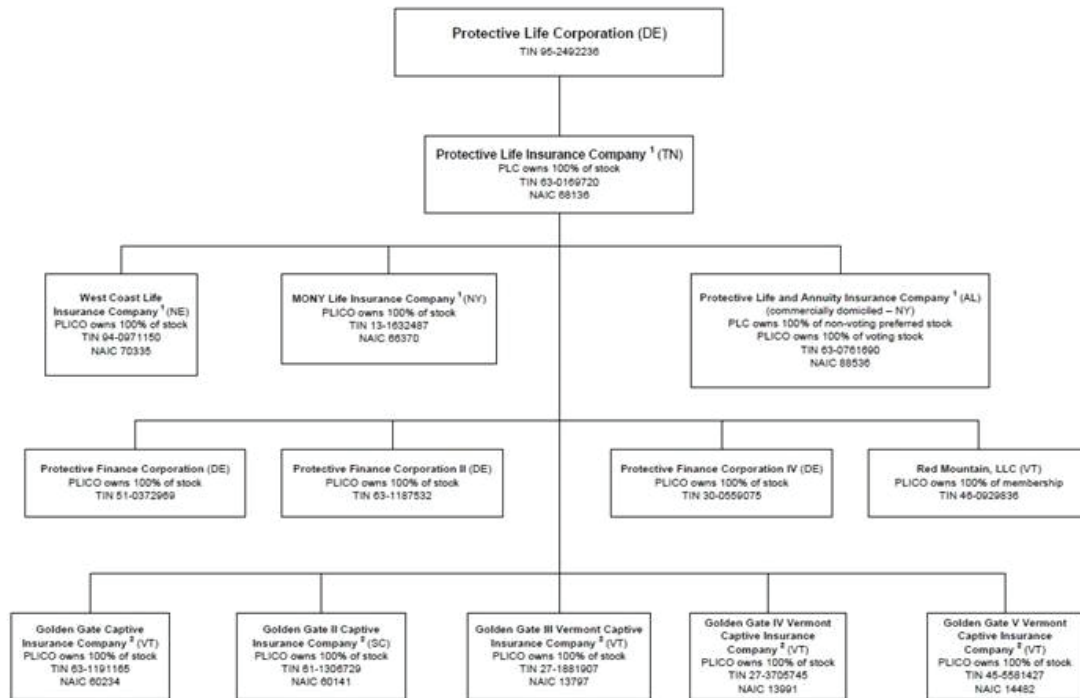 Protective Life Corporation (DE)
TIN 95-2492236
Protective Life Insurance Company 1 (TN)
PLC owns 100% of stock
TIN 63-0169720
NAIC 68136
West Coast Life
Insurance Company 1 (NE)
PLICO owns 100% of stock
TIN 94-0971150
NAIC 70335
MONY Life Insurance Company 1 (NY)
PLICO owns 100% of stock
TIN 13-1632487
NAIC 66370
Protective Life and Annuity Insurance Company 1 (AL)
(commercially domiciled – NY)
PLC owns 100% of non-voting preferred stock
PLICO owns 100% of voting stock
TIN 63-0761690
NAIC 88536
Protective Finance Corporation (DE)
PLICO owns 100% of stock
TIN 51-0372969
Protective Finance Corporation II (DE)
PLICO owns 100% of stock
TIN 63-1187532
Protective Finance Corporation IV (DE)
PLICO owns 100% of stock
TIN 30-0559075
Red Mountain, LLC (VT)
PLICO owns 100% of membership
TIN 46-0929836
Golden Gate Captive
Insurance Company 2 (VT)
PLICO owns 100% of stock
TIN 63-1191165
NAIC 60234
Golden Gate II Captive
Insurance Company 2 (SC)
PLICO owns 100% of stock
TIN 61-1306729
NAIC 60141
Golden Gate III Vermont Captive
Insurance Company 2 (VT)
PLICO owns 100% of stock
TIN 27-1881907
NAIC 13797
Golden Gate IV Vermont
Captive Insurance
Company 2 (VT)
PLICO owns 100% of stock
TIN 27-3705745
NAIC 13991
Golden Gate V Vermont
Captive Insurance
Company 2 (VT)
PLICO owns 100% of stock
TIN 45-5581427
NAIC 14482